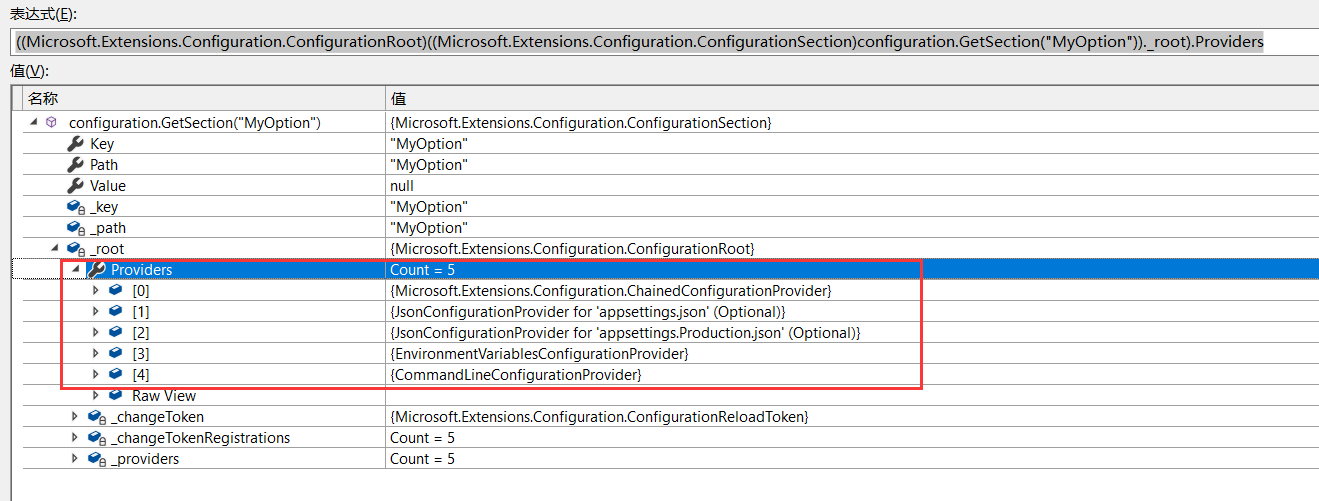 表达式(E):
((Microsoft.Extensions.Configuration.ConfigurationRoot)((Microsoft.Extensions.Configuration.ConfigurationSection)configuration.GetSection("MyOption"))._root).Providers
值(V):
名称 值
configuration.GetSection("MyOption") {Microsoft.Extensions.Configuration.ConfigurationSection}
Key "MyOption"
Path "MyOption"
Value null
_key "MyOption"
_path "MyOption"
_root {Microsoft.Extensions.Configuration.ConfigurationRoot}
Providers Count = 5
[0] {Microsoft.Extensions.Configuration.ChainedConfigurationProvider}
[1] {JsonConfigurationProvider for 'appsettings.json' (Optional)}
[2] {JsonConfigurationProvider for 'appsettings.Production.json' (Optional)}
[3] {EnvironmentVariablesConfigurationProvider}
[4] {CommandLineConfigurationProvider}
Raw View
_changeToken {Microsoft.Extensions.Configuration.ConfigurationReloadToken}
_changeTokenRegistrations Count = 5
_providers Count = 5